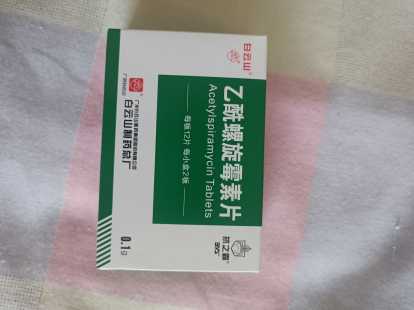 白云山
乙酰螺旋霉素片
Acetylspiramycin Tablets
每板12片 每小盒2板
白云山制药总厂
0.1g